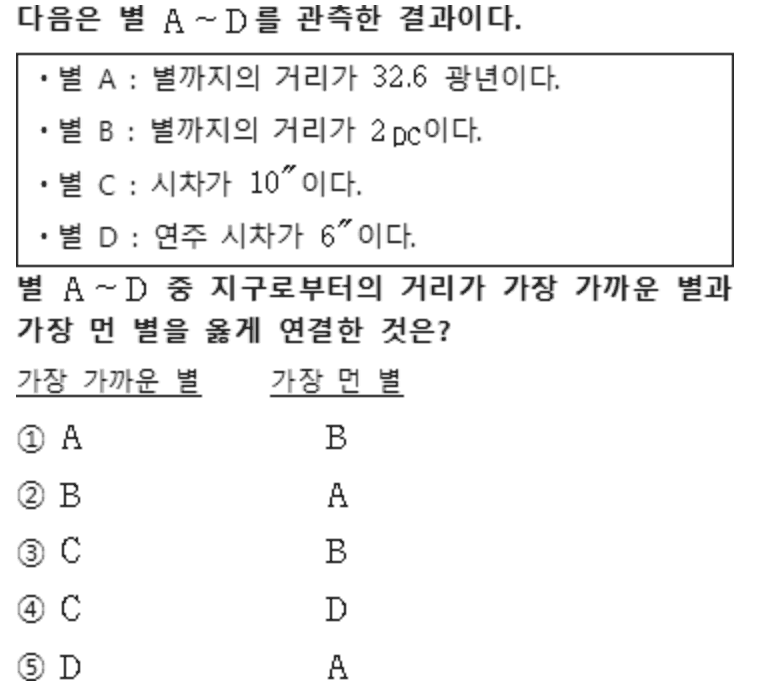 다음은 별 A ~ D를 관측한 결과이다.
• 별 A : 별까지의 거리가 32.6 광년이다.
• 별 B : 별까지의 거리가 2pc이다.
• 별 C : 시차가 10″이다.
• 별 D : 연주 시차가 6″이다.
별 A ~ D 중 지구로부터의 거리가 가장 가까운 별과
가장 먼 별을 옳게 연결한 것은?
가장 가까운 별 가장 먼 별
① A B
② B A
③ C B
④ C D
⑤ D A